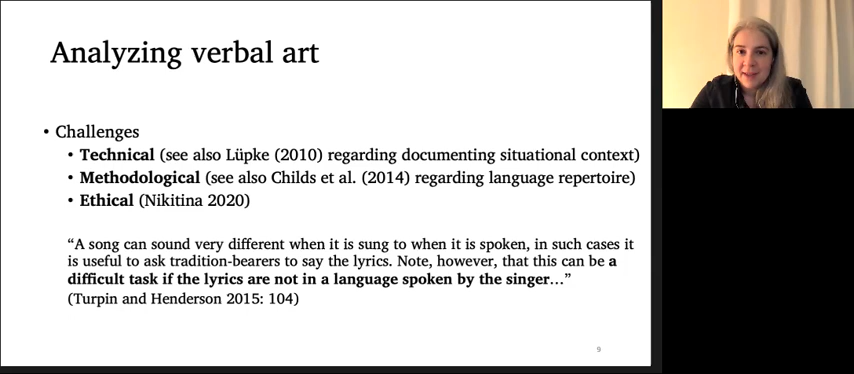 Analyzing verbal art
• Challenges
• Technical (see also Lüpke (2010) regarding documenting situational context)
• Methodological (see also Childs et al. (2014) regarding language repertoire)
• Ethical (Nikitina 2020)
“A song can sound very different when it is sung to when it is spoken, in such cases it
is useful to ask tradition-bearers to say the lyrics. Note, however, that this can be a
difficult task if the lyrics are not in a language spoken by the singer…”
(Turpin and Henderson 2015: 104)
9